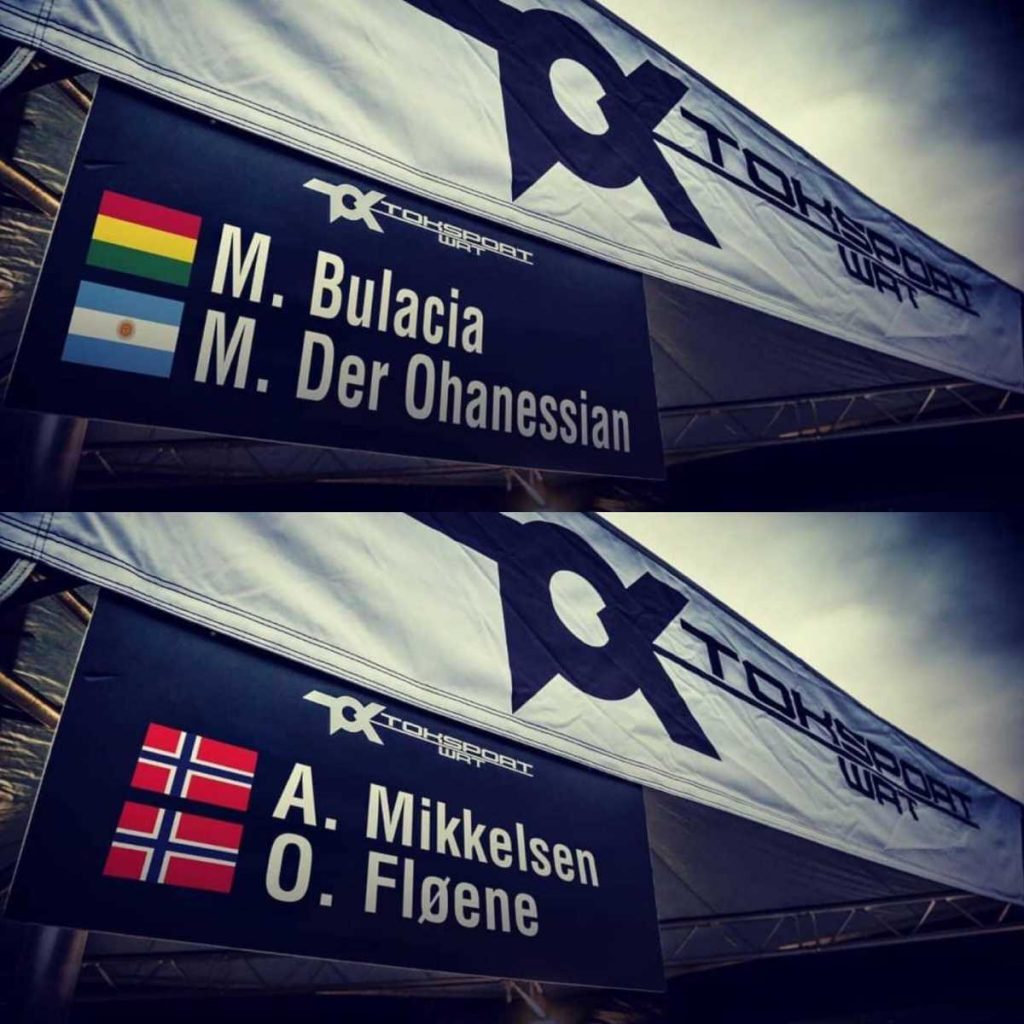 TOKSPORT
WRT
TOKSPORT
WRT
M. Bulacia
M. Der Ohanessian
TOKSPORT
WRT
TOKSPORT
WRT
A. Mikkelsen
O. Fløene